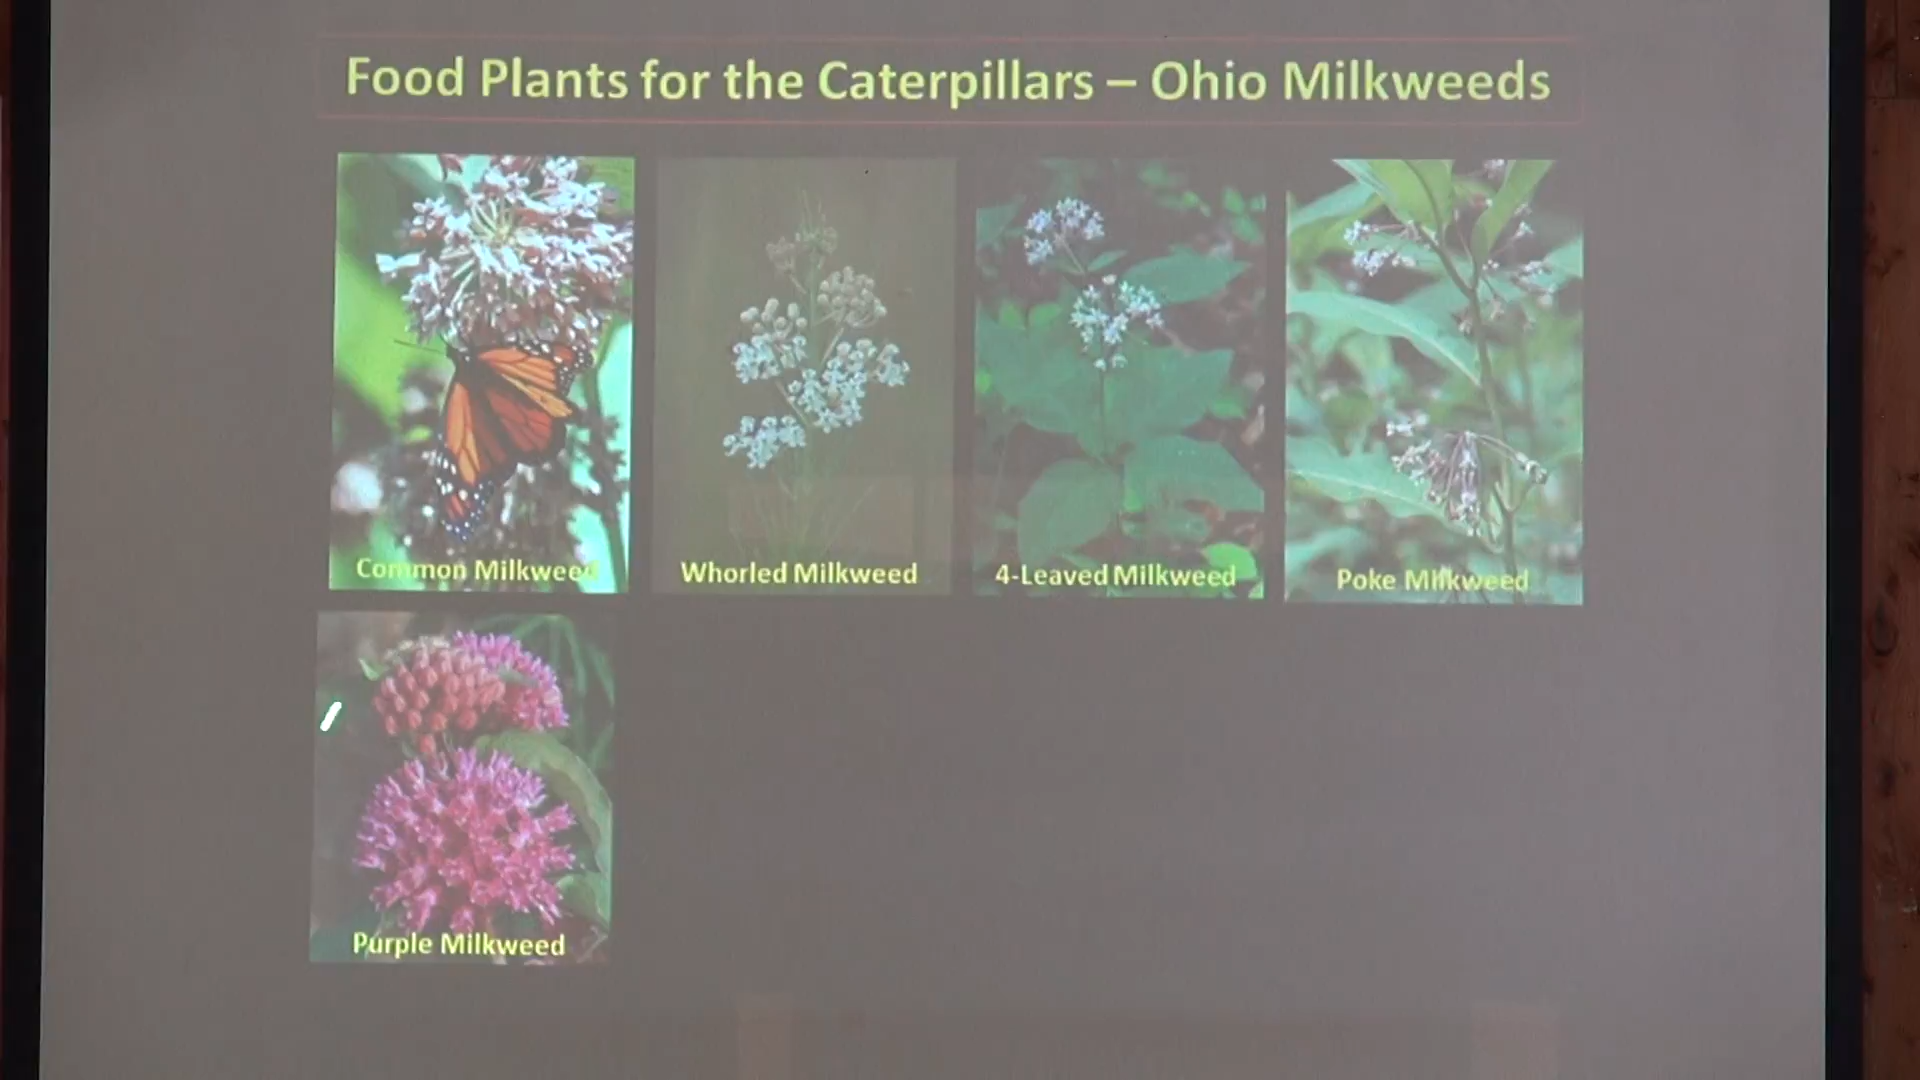 Food Plants for the Caterpillars – Ohio Milkweeds
Common Milkweed
Whorled Milkweed
4-Leaved Milkweed
Poke Milkweed
Purple Milkweed